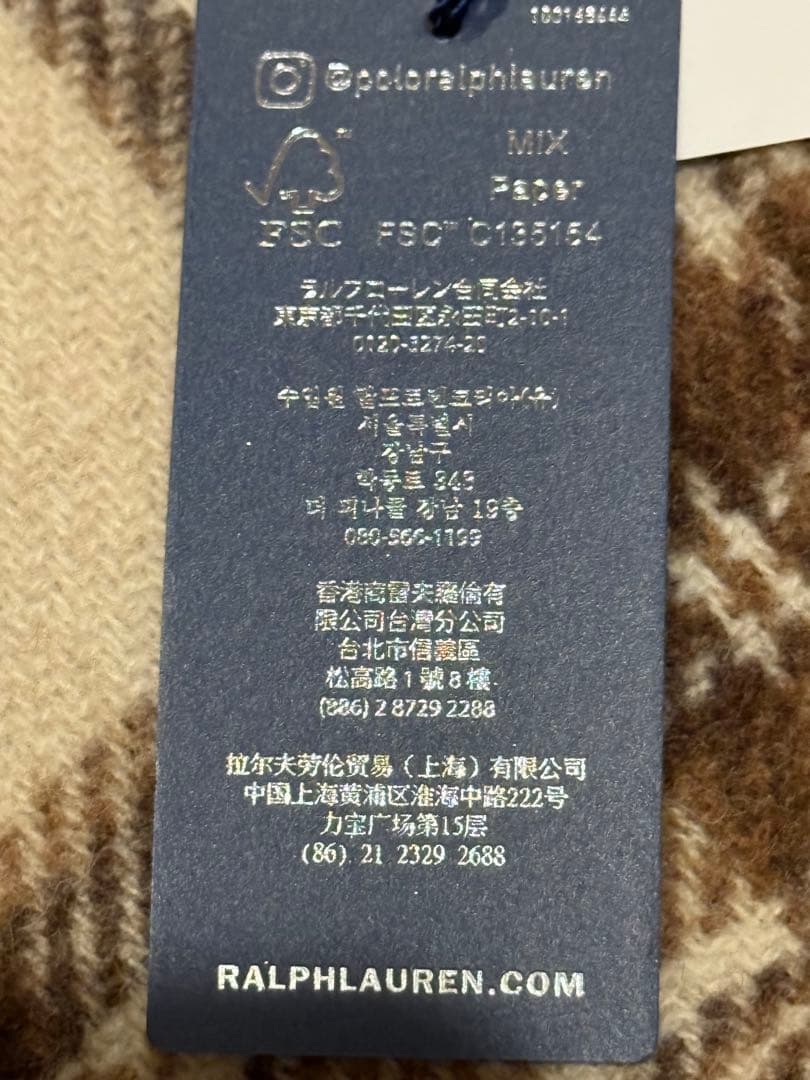 100148444
@poloralphlauren
MIX
Paper
FSC
FSC™ C135154
ラルフローレン合同会社
東京都千代田区永田町2-10-1
0120-3274-20
수입원 랄프로렌코리아(유)
서울특별시
강남구
학동로 343
더 피나클 강남 19층
080-566-1199
香港商雷夫羅倫有
限公司台灣分公司
台北市信義區
松高路1號8樓
(886) 2 8729 2288
拉尔夫劳伦贸易（上海）有限公司
中国上海黄浦区淮海中路222号
力宝广场第15层
(86) 21 2329 2688
RALPHLAUREN.COM